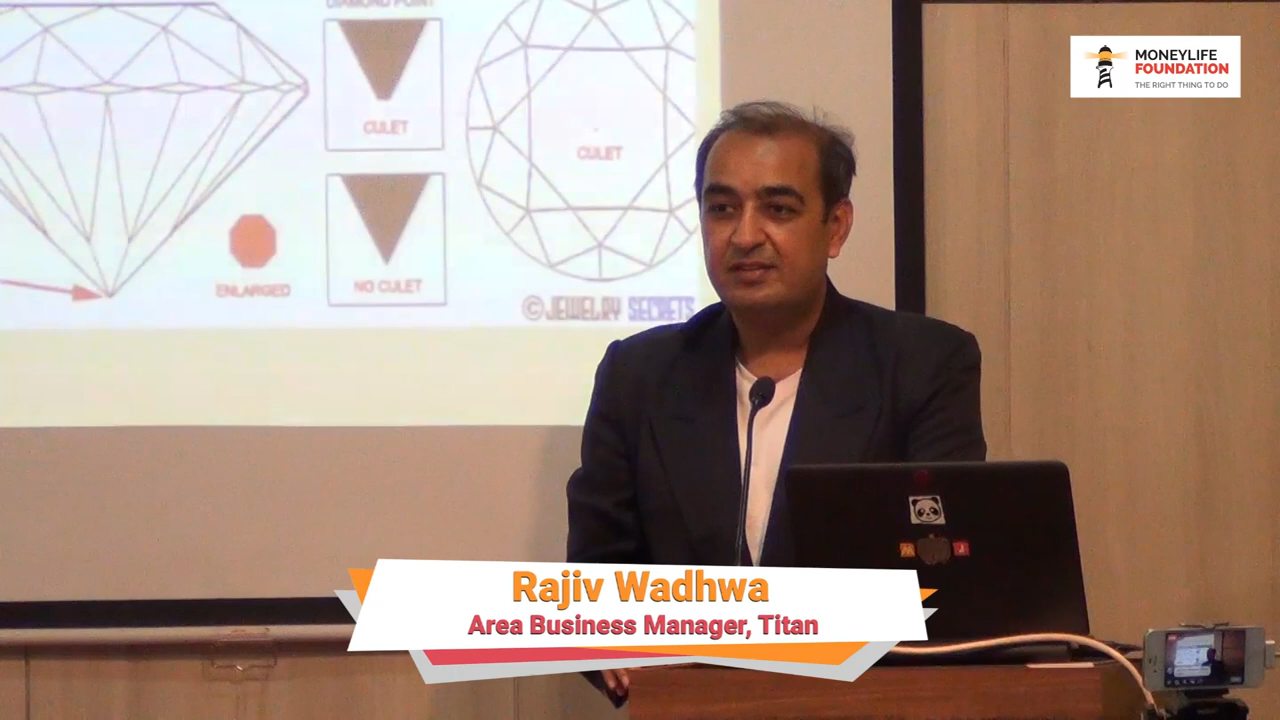 DIAMOND POINT
CULET
CULET
ENLARGED
NO CULET
©JEWELRY SECRETS
MONEYLIFE
FOUNDATION
THE RIGHT THING TO DO
M
J
Rajiv Wadhwa
Area Business Manager, Titan